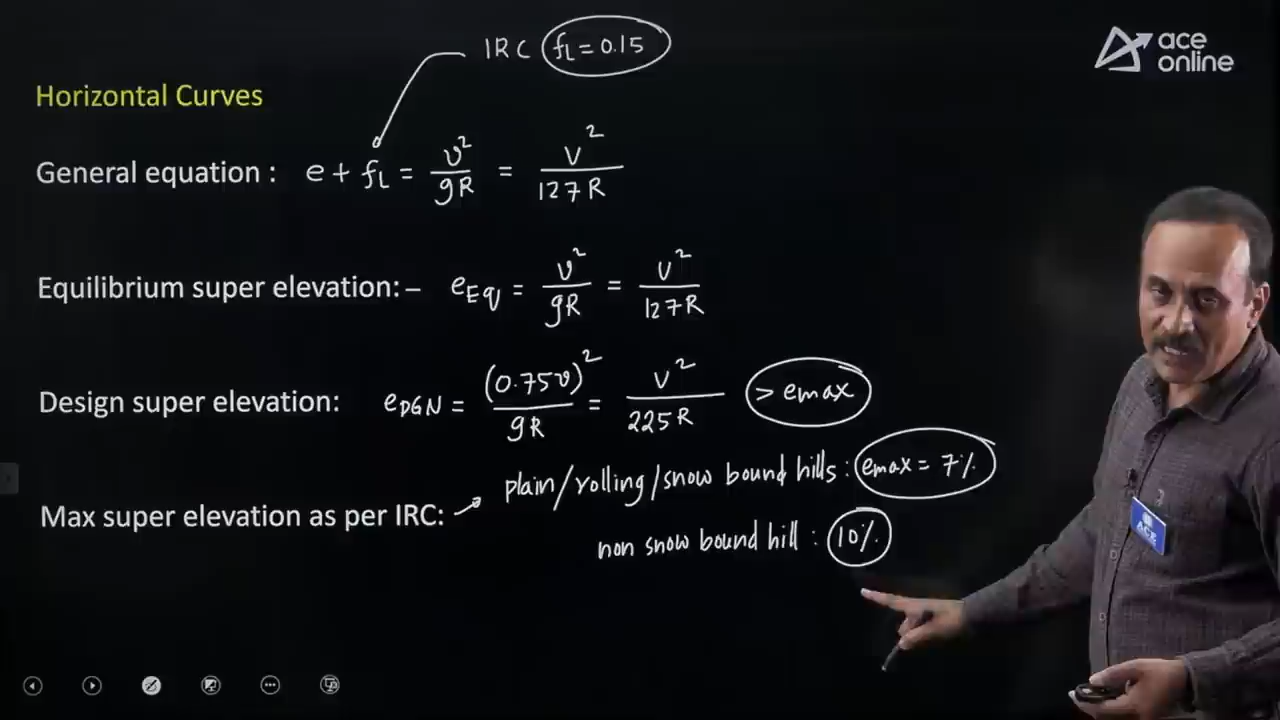 IRC fL = 0.15
ace online
Horizontal Curves
General equation : e + fL = v²/gR = V²/127R
Equilibrium super elevation: – eEq = v²/gR = V²/127R
Design super elevation: eDGN = (0.75v)²/gR = V²/225R > emax
plain/rolling/snow bound hills : emax = 7%.
Max super elevation as per IRC:
non snow bound hill : 10%.
ACE